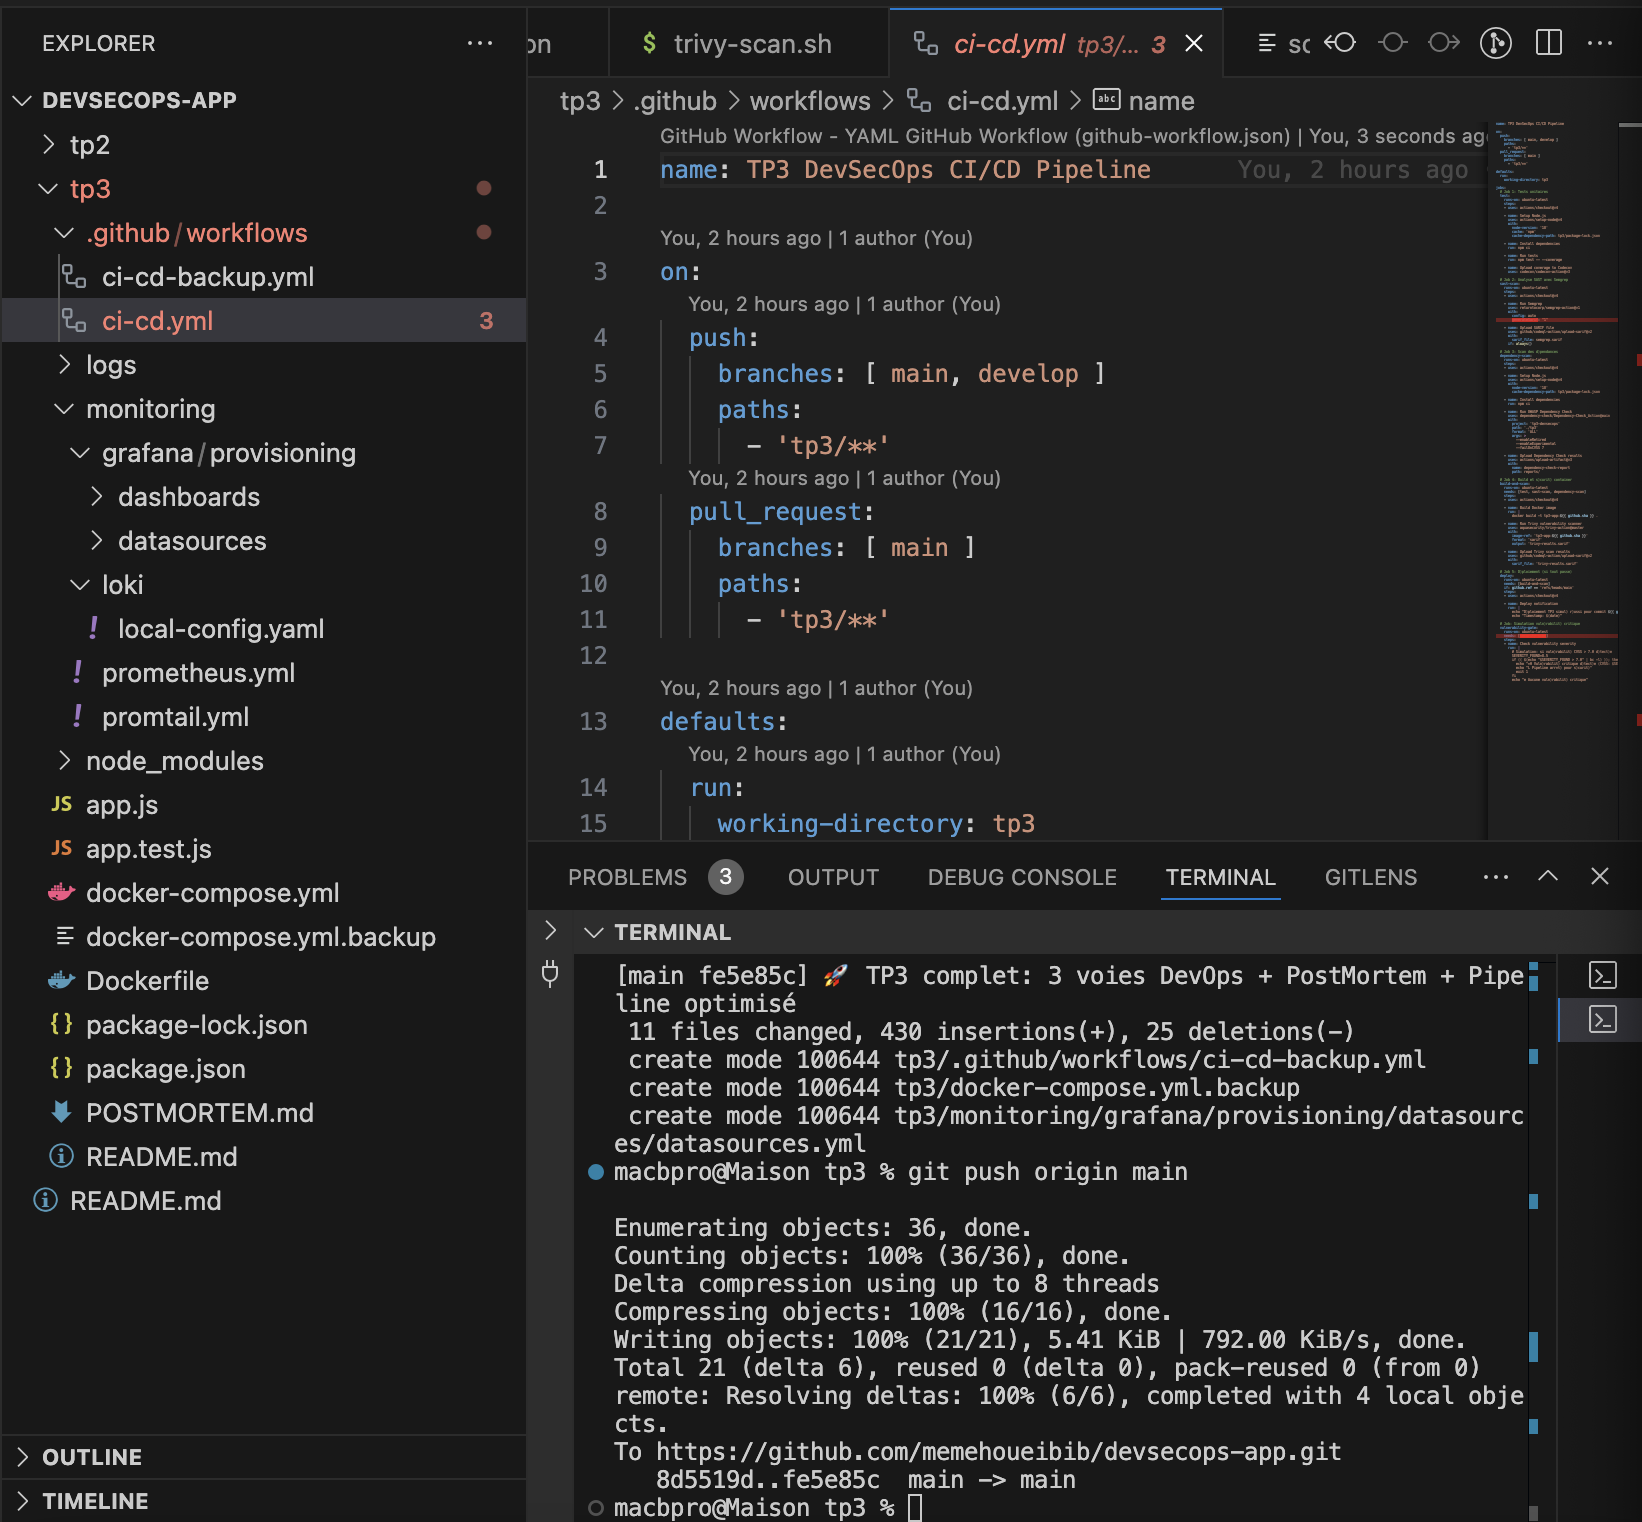 EXPLORER
DEVSECOPS-APP
tp2
tp3
.github/workflows
ci-cd-backup.yml
ci-cd.yml 3
logs
monitoring
grafana/provisioning
dashboards
datasources
loki
! local-config.yaml
! prometheus.yml
! promtail.yml
node_modules
JS app.js
JS app.test.js
docker-compose.yml
docker-compose.yml.backup
Dockerfile
{} package-lock.json
{} package.json
POSTMORTEM.md
README.md
README.md
OUTLINE
TIMELINE
on
$ trivy-scan.sh
ci-cd.yml tp3/... 3
sc
tp3 > .github > workflows > ci-cd.yml > abc name
GitHub Workflow - YAML GitHub Workflow (github-workflow.json) | You, 3 seconds ago
1 name: TP3 DevSecOps CI/CD Pipeline You, 2 hours ago
2
You, 2 hours ago | 1 author (You)
3 on:
You, 2 hours ago | 1 author (You)
4 push:
5 branches: [ main, develop ]
6 paths:
7 - 'tp3/**'
You, 2 hours ago | 1 author (You)
8 pull_request:
9 branches: [ main ]
10 paths:
11 - 'tp3/**'
12
You, 2 hours ago | 1 author (You)
13 defaults:
You, 2 hours ago | 1 author (You)
14 run:
15 working-directory: tp3
PROBLEMS 3 OUTPUT DEBUG CONSOLE TERMINAL GITLENS
TERMINAL
[main fe5e85c] 🚀 TP3 complet: 3 voies DevOps + PostMortem + Pipe
line optimisé
11 files changed, 430 insertions(+), 25 deletions(-)
create mode 100644 tp3/.github/workflows/ci-cd-backup.yml
create mode 100644 tp3/docker-compose.yml.backup
create mode 100644 tp3/monitoring/grafana/provisioning/datasourc
es/datasources.yml
macbpro@Maison tp3 % git push origin main
Enumerating objects: 36, done.
Counting objects: 100% (36/36), done.
Delta compression using up to 8 threads
Compressing objects: 100% (16/16), done.
Writing objects: 100% (21/21), 5.41 KiB | 792.00 KiB/s, done.
Total 21 (delta 6), reused 0 (delta 0), pack-reused 0 (from 0)
remote: Resolving deltas: 100% (6/6), completed with 4 local obje
cts.
To https://github.com/memehoueibib/devsecops-app.git
8d5519d..fe5e85c main -> main
macbpro@Maison tp3 %